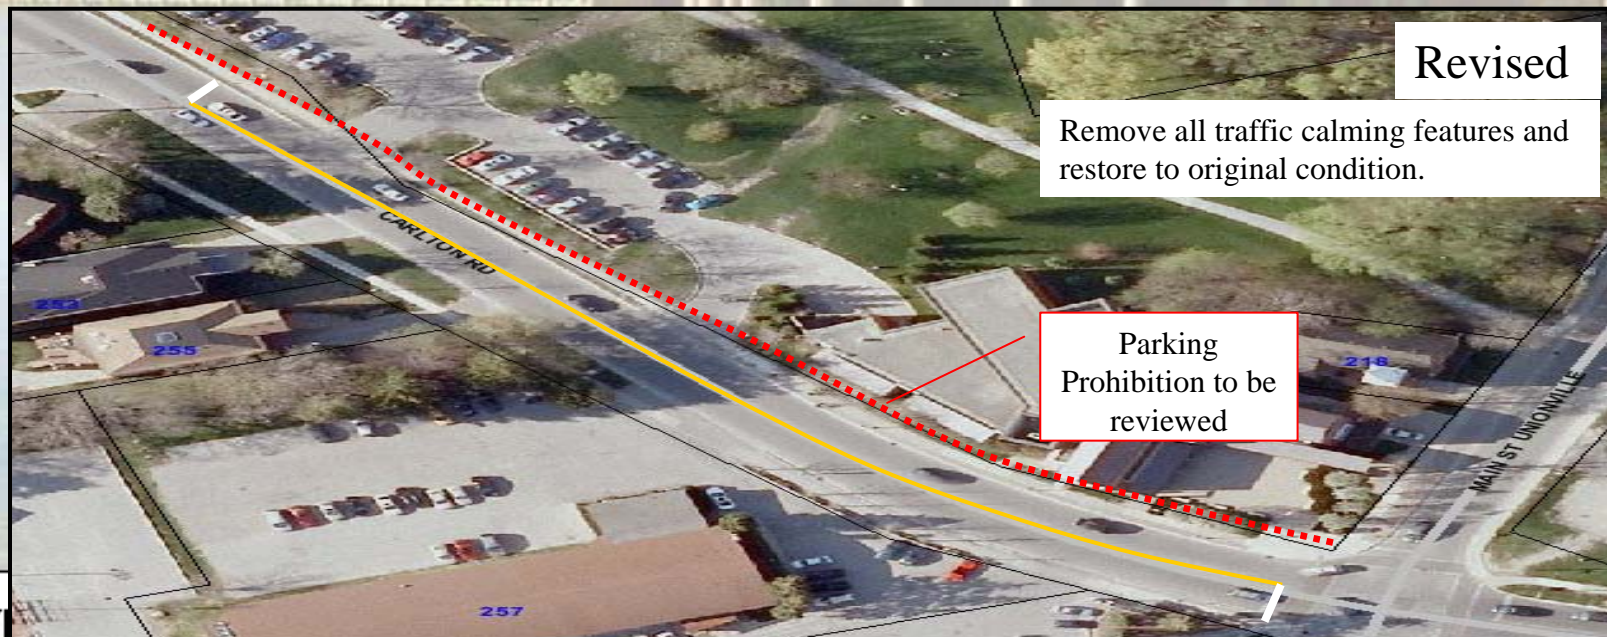 Revised
Remove all traffic calming features and
restore to original condition.
CARLTON RD
253
255
Parking
Prohibition to be
reviewed
218
MAIN ST UNIONVILLE
257